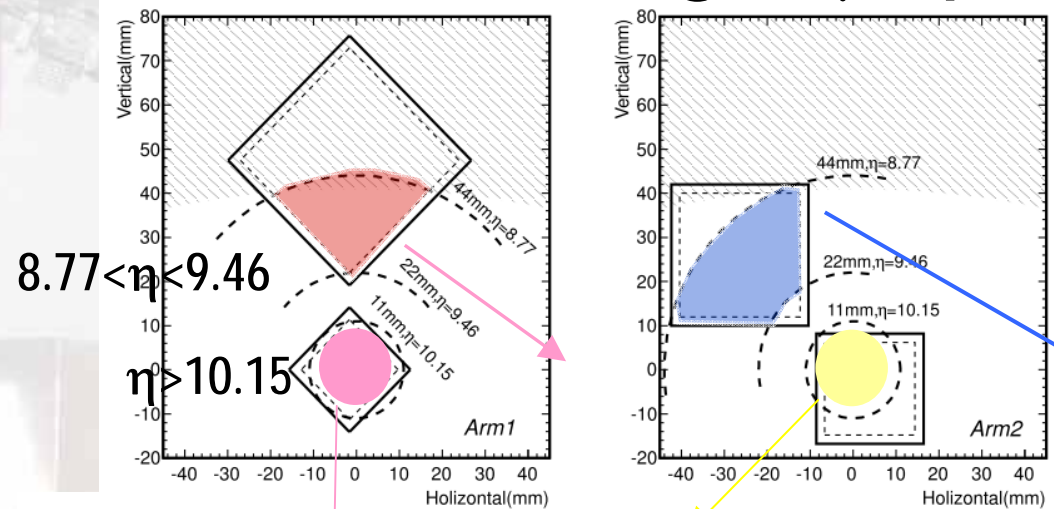 80
70
60
50
40
30
20
10
0
-10
-20
Vertical(mm)
44mm,η=8.77
22mm,η=9.46
11mm,η=10.15
8.77<η<9.46
η>10.15
Arm1
-40 -30 -20 -10 0 10 20 30 40
Holizontal(mm)
80
70
60
50
40
30
20
10
0
-10
-20
Vertical(mm)
44mm,η=8.77
22mm,η=9.46
11mm,η=10.15
Arm2
-40 -30 -20 -10 0 10 20 30 40
Holizontal(mm)